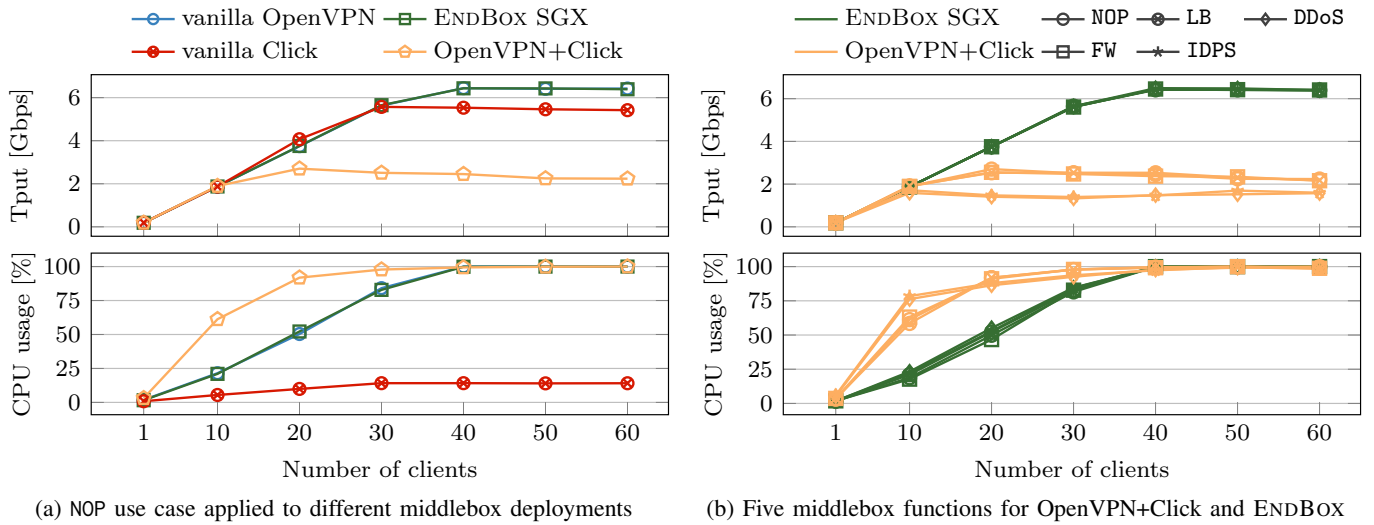 vanilla OpenVPN
ENDBOX SGX
vanilla Click
OpenVPN+Click
Tput [Gbps]
6
4
2
0
CPU usage [%]
100
75
50
25
0
1 10 20 30 40 50 60
Number of clients
(a) NOP use case applied to different middlebox deployments
ENDBOX SGX
NOP
LB
DDoS
OpenVPN+Click
FW
IDPS
Tput [Gbps]
6
4
2
0
CPU usage [%]
100
75
50
25
0
1 10 20 30 40 50 60
Number of clients
(b) Five middlebox functions for OpenVPN+Click and ENDBOX